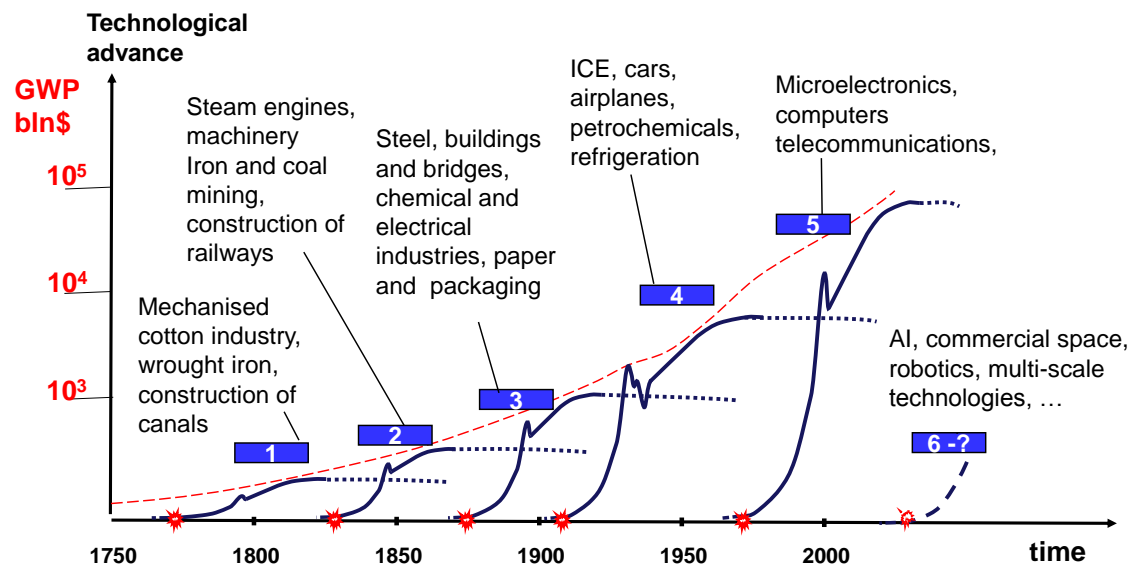 Technological
advance
GWP
bln$
10⁵
10⁴
10³
Mechanised
cotton industry,
wrought iron,
construction of
canals
Steam engines,
machinery
Iron and coal
mining,
construction of
railways
Steel, buildings
and bridges,
chemical and
electrical
industries, paper
and packaging
ICE, cars,
airplanes,
petrochemicals,
refrigeration
Microelectronics,
computers
telecommunications,
AI, commercial space,
robotics, multi-scale
technologies, …
1
2
3
4
5
6 -?
1750
1800
1850
1900
1950
2000
time